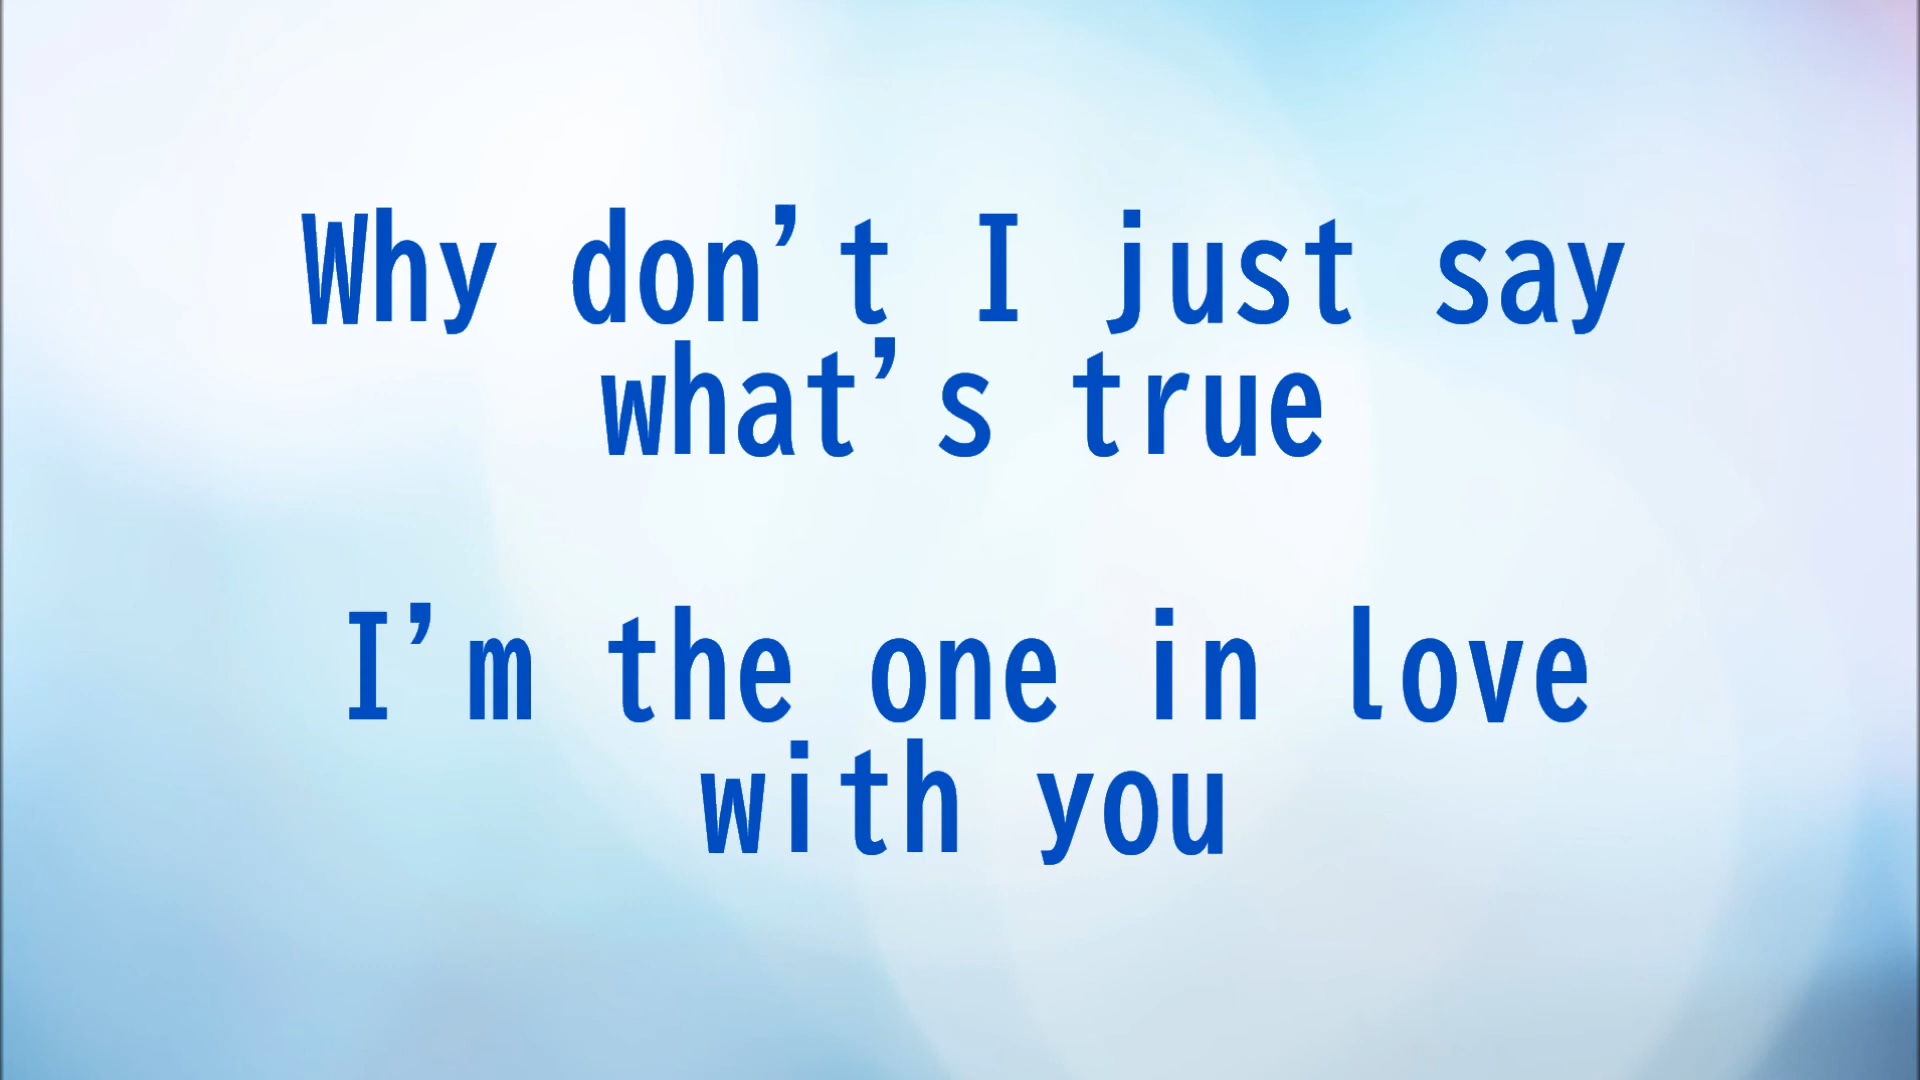 Why don’t I just say
what’s true
I’m the one in love
with you